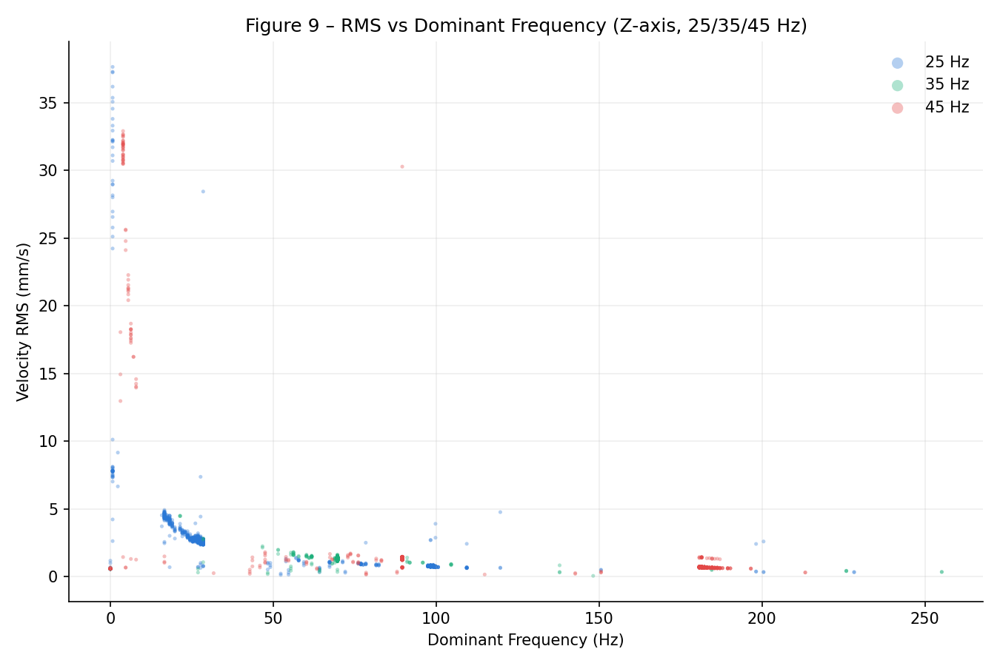 Figure 9 – RMS vs Dominant Frequency (Z-axis, 25/35/45 Hz)
25 Hz
35 Hz
45 Hz
Velocity RMS (mm/s)
35
30
25
20
15
10
5
0
0 50 100 150 200 250
Dominant Frequency (Hz)